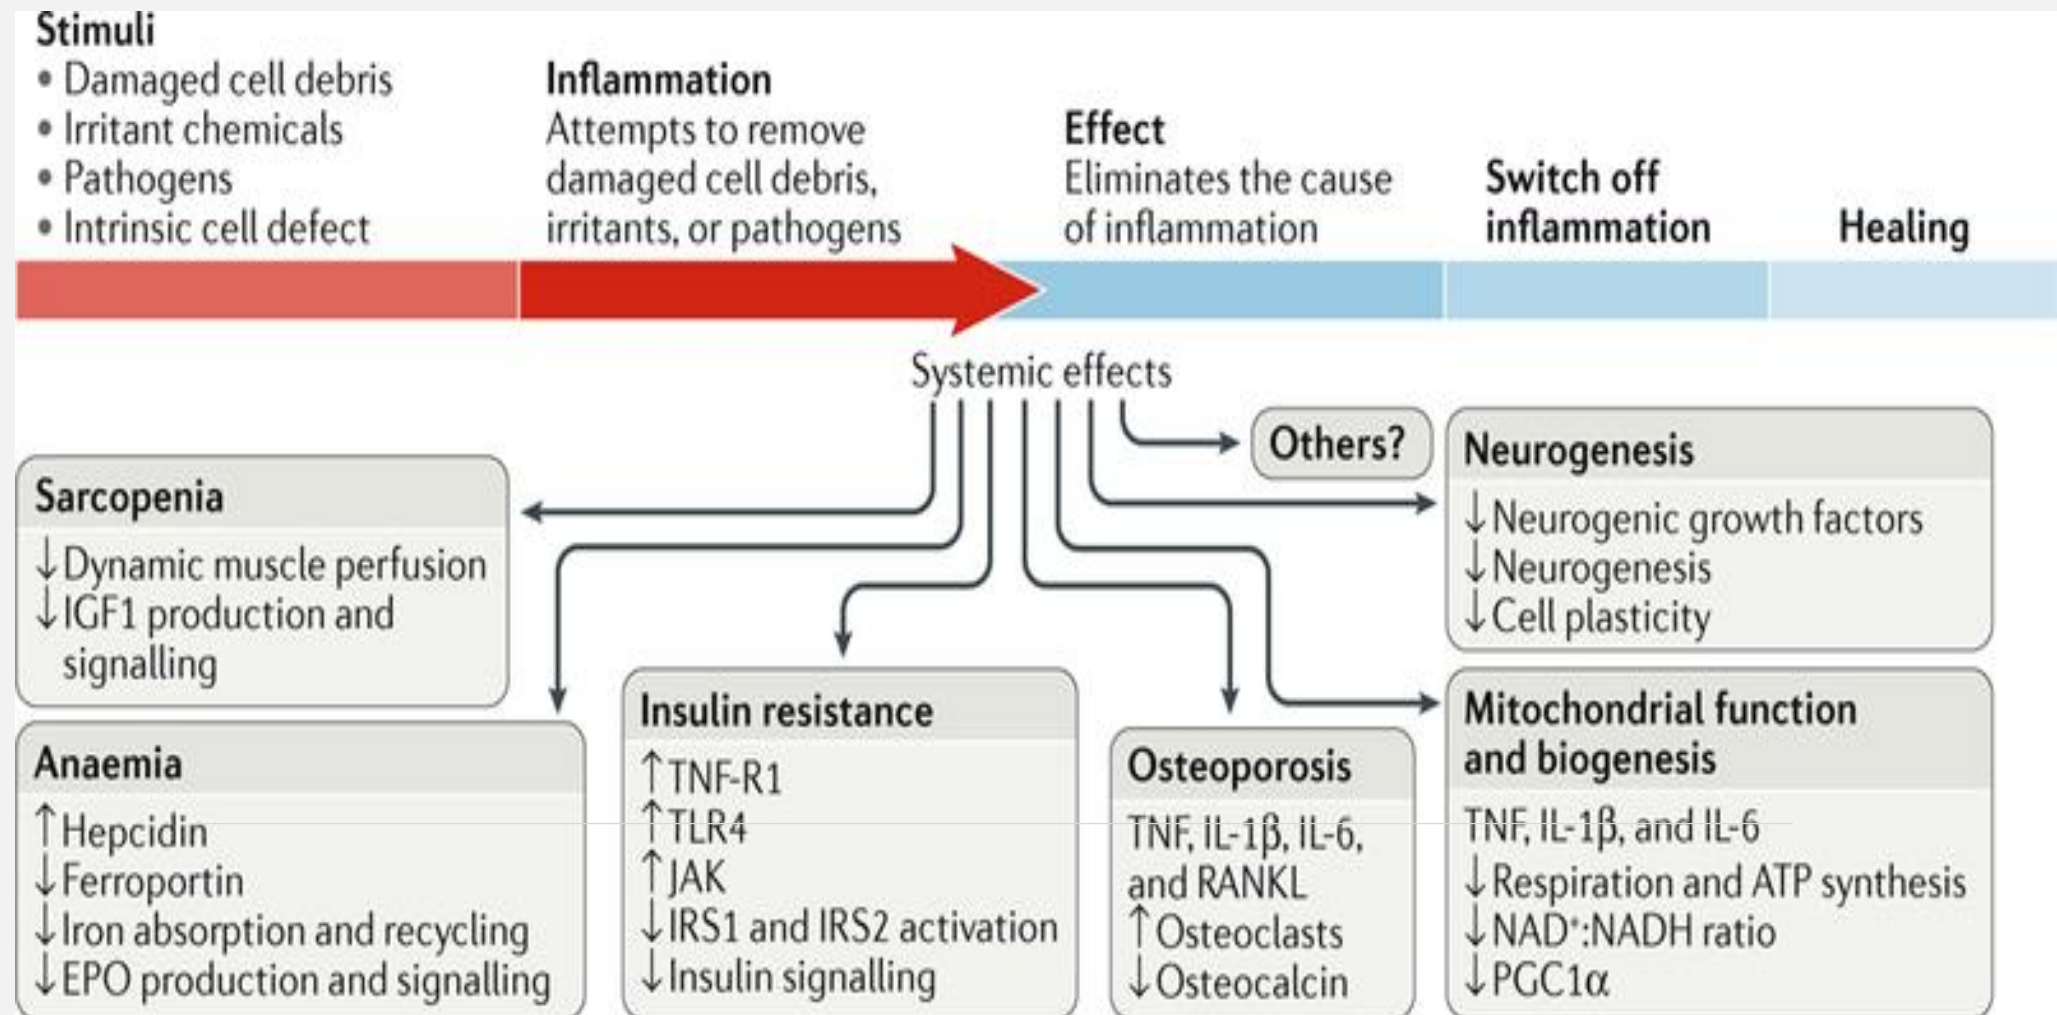 Stimuli
• Damaged cell debris
• Irritant chemicals
• Pathogens
• Intrinsic cell defect
Inflammation
Attempts to remove
damaged cell debris,
irritants, or pathogens
Effect
Eliminates the cause
of inflammation
Switch off
inflammation
Healing
Systemic effects
Others?
Sarcopenia
↓Dynamic muscle perfusion
↓IGF1 production and
signalling
Anaemia
↑Hepcidin
↓Ferroportin
↓Iron absorption and recycling
↓EPO production and signalling
Insulin resistance
↑TNF-R1
↑TLR4
↑JAK
↓IRS1 and IRS2 activation
↓Insulin signalling
Osteoporosis
TNF, IL-1β, IL-6,
and RANKL
↑Osteoclasts
↓Osteocalcin
Neurogenesis
↓Neurogenic growth factors
↓Neurogenesis
↓Cell plasticity
Mitochondrial function
and biogenesis
TNF, IL-1β, and IL-6
↓Respiration and ATP synthesis
↓NAD⁺:NADH ratio
↓PGC1α